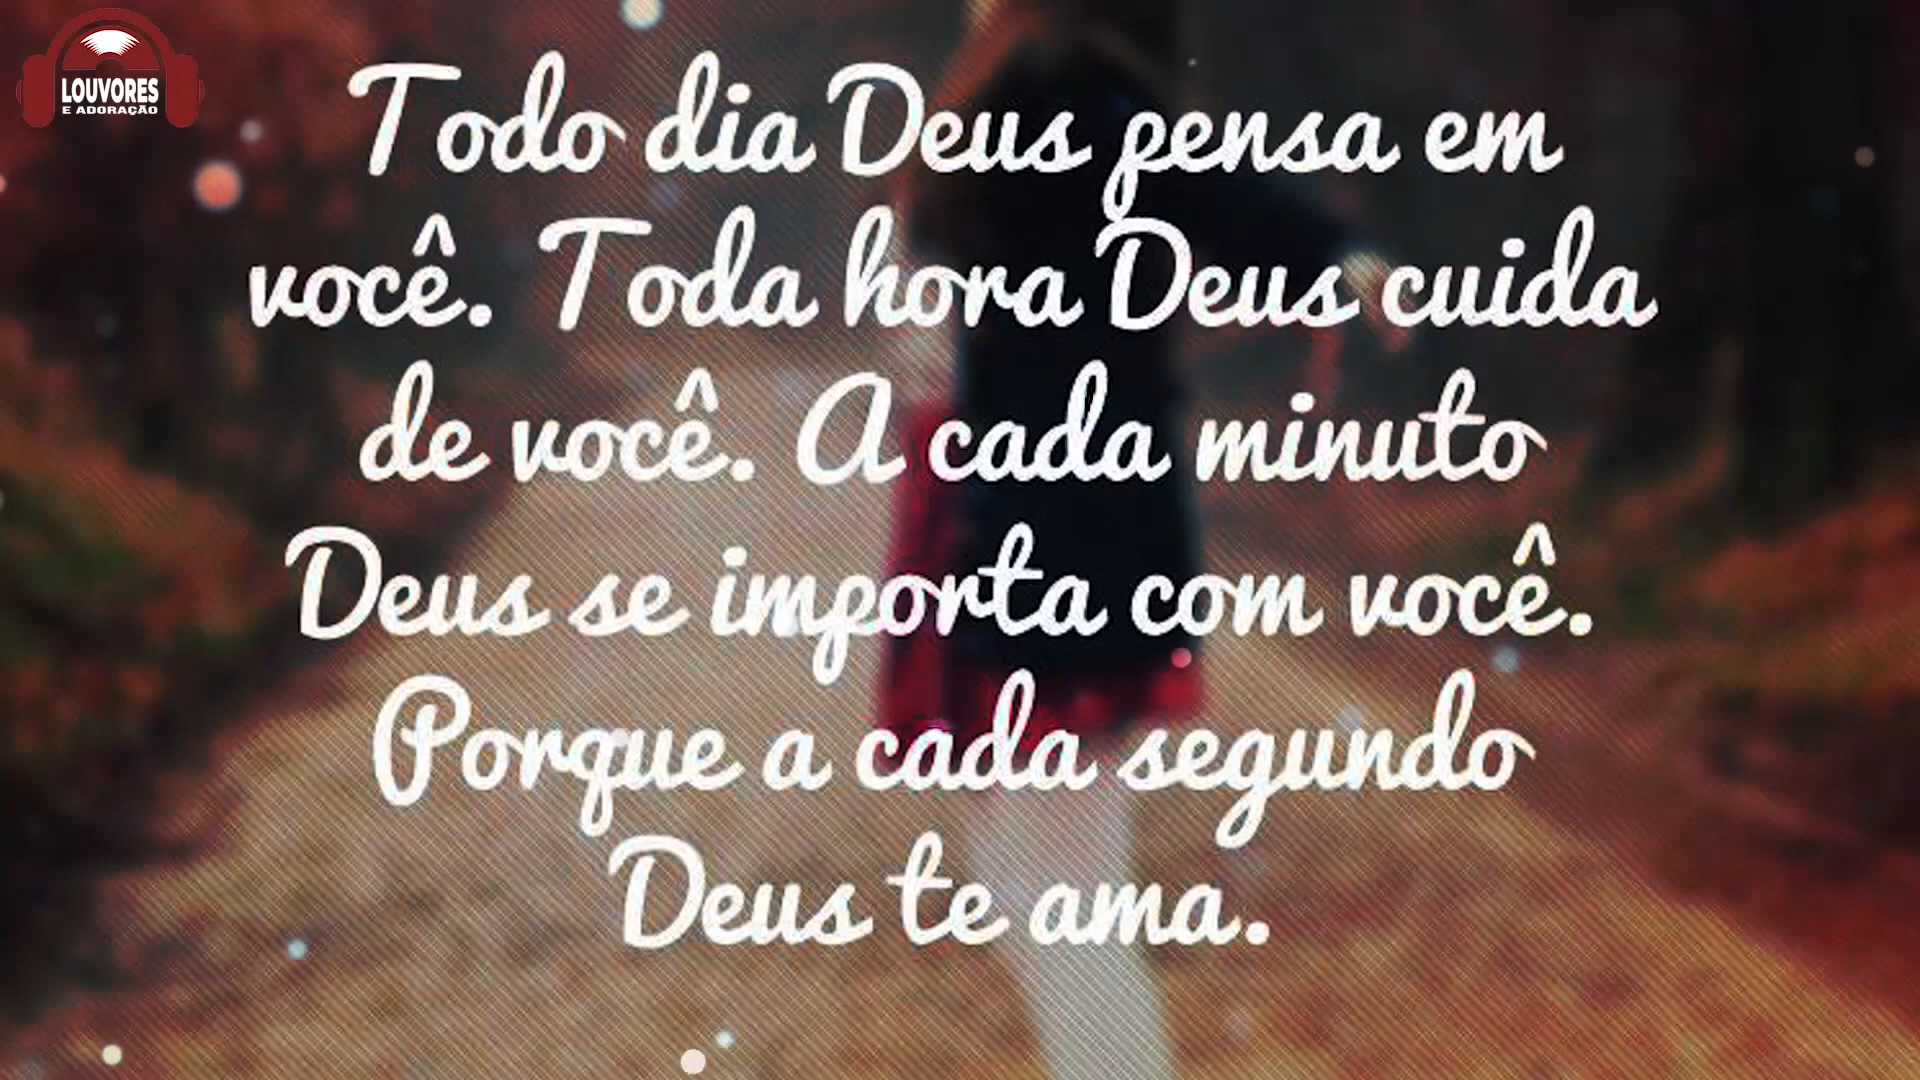 LOUVORES
E ADORAÇÃO
Todo dia Deus pensa em
você. Toda hora Deus cuida
de você. A cada minuto
Deus se importa com você.
Porque a cada segundo
Deus te ama.